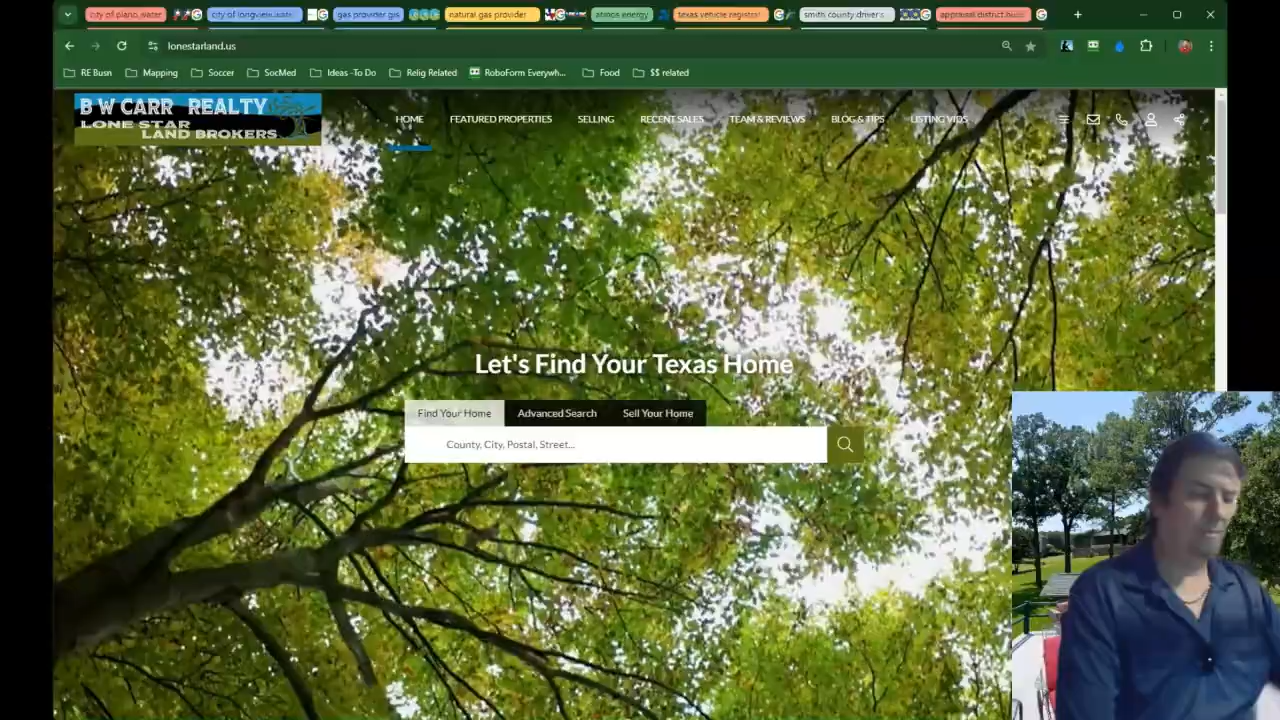 city of plano water
city of longview wate
gas provider gis
natural gas provider
atmos energy
texas vehicle registrat
smith county driver's
appraisal district busi
lonestarland.us
RE Busn
Mapping
Soccer
SocMed
Ideas -To Do
Relig Related
RoboForm Everywh...
Food
$$ related
B W CARR REALTY
LONE STAR
LAND BROKERS
HOME
FEATURED PROPERTIES
SELLING
RECENT SALES
TEAM & REVIEWS
BLOG & TIPS
LISTING VIDS
Let's Find Your Texas Home
Find Your Home
Advanced Search
Sell Your Home
County, City, Postal, Street...